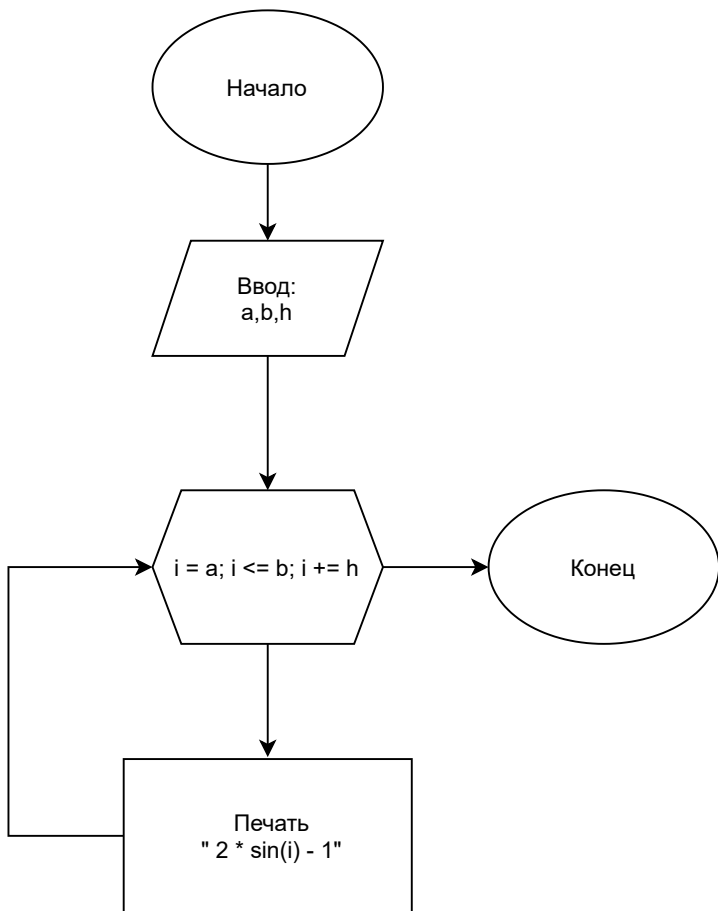 Начало
Ввод:
a,b,h
i = a; i <= b; i += h
Конец
Печать
" 2 * sin(i) - 1"